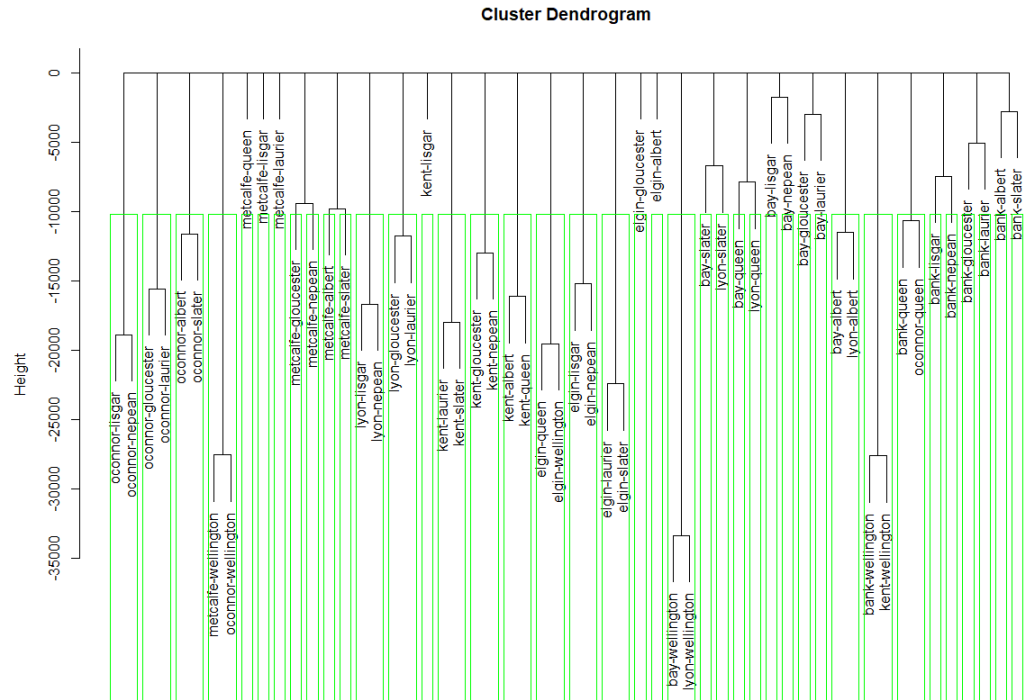 Cluster Dendrogram
Height
0
-5000
-10000
-15000
-20000
-25000
-30000
-35000
oconnor-lisgar
oconnor-nepean
oconnor-gloucester
oconnor-laurier
oconnor-albert
oconnor-slater
metcalfe-wellington
oconnor-wellington
metcalfe-queen
metcalfe-lisgar
metcalfe-laurier
metcalfe-gloucester
metcalfe-nepean
metcalfe-albert
metcalfe-slater
lyon-lisgar
lyon-nepean
lyon-gloucester
lyon-laurier
kent-lisgar
kent-laurier
kent-slater
kent-gloucester
kent-nepean
kent-albert
kent-queen
elgin-queen
elgin-wellington
elgin-lisgar
elgin-nepean
elgin-laurier
elgin-slater
elgin-gloucester
elgin-albert
bay-wellington
lyon-wellington
bay-slater
lyon-slater
bay-queen
lyon-queen
bay-lisgar
bay-nepean
bay-gloucester
bay-laurier
bay-albert
lyon-albert
bank-wellington
kent-wellington
bank-queen
oconnor-queen
bank-lisgar
bank-nepean
bank-gloucester
bank-laurier
bank-albert
bank-slater